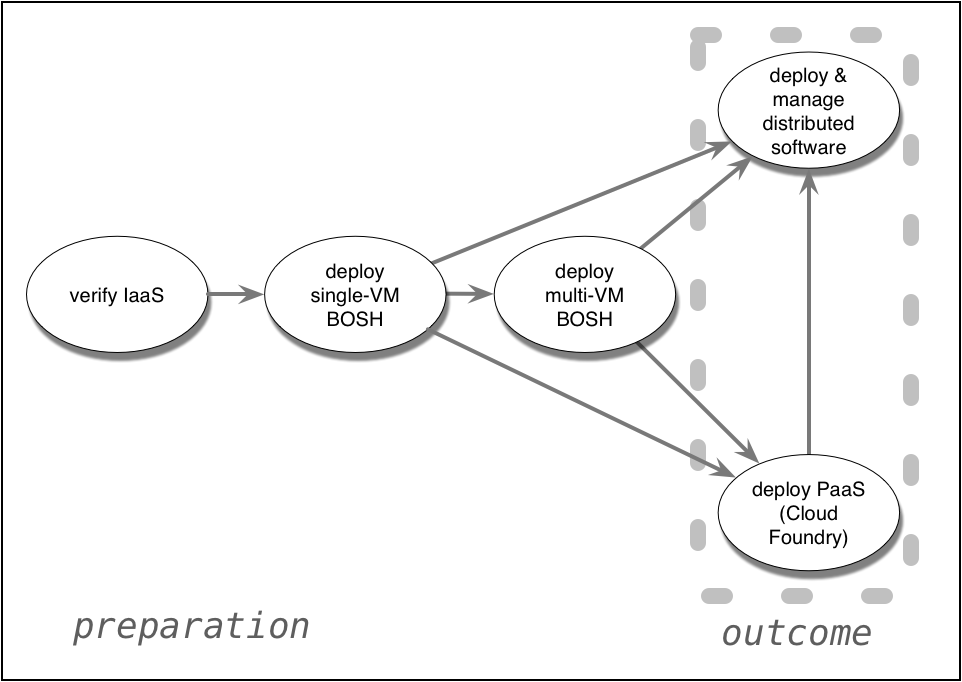 deploy &
manage
distributed
software
verify IaaS
deploy
single-VM
BOSH
deploy
multi-VM
BOSH
deploy PaaS
(Cloud
Foundry)
preparation
outcome